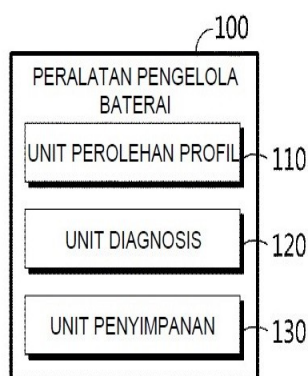 100
PERALATAN PENGELOLA
BATERAI
UNIT PEROLEHAN PROFIL
110
UNIT DIAGNOSIS
120
UNIT PENYIMPANAN
130